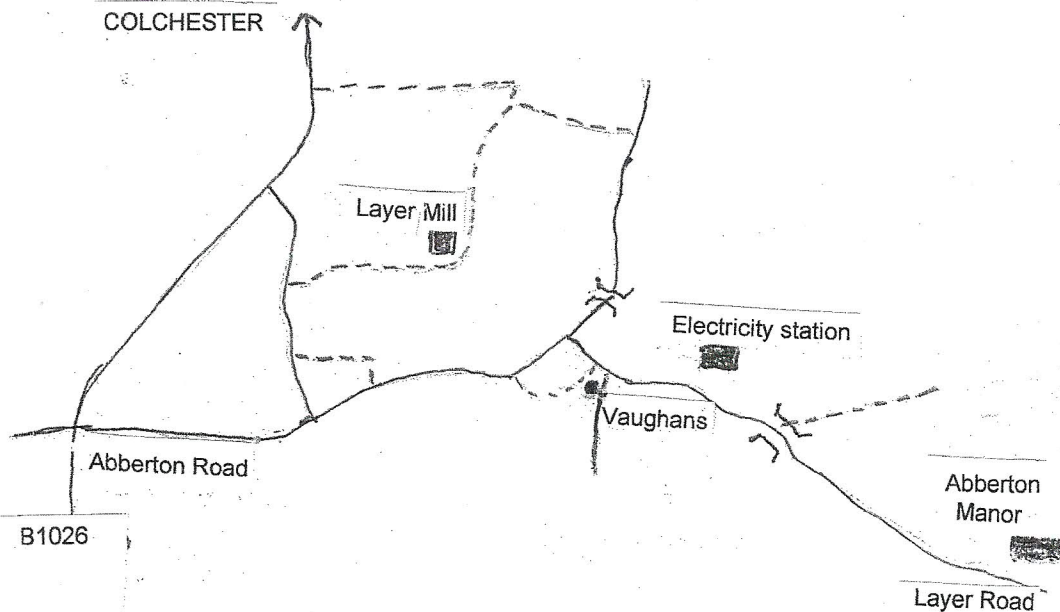 COLCHESTER
Layer Mill
Electricity station
Vaughans
Abberton Road
Abberton
Manor
B1026
Layer Road